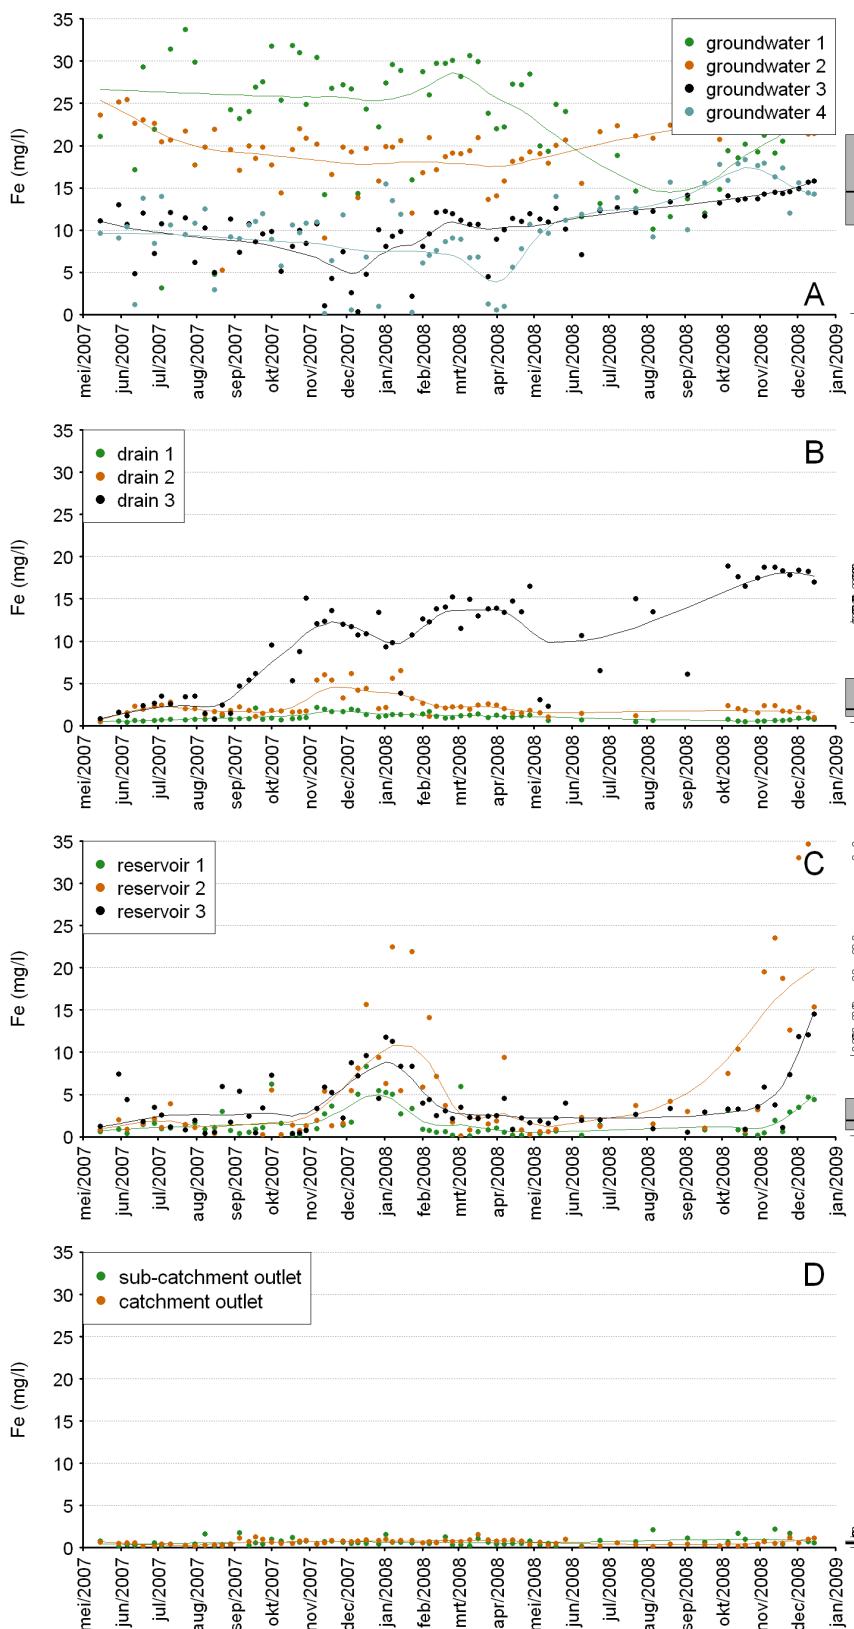 35
30
25
20
15
10
5
0
Fe (mg/l)
groundwater 1
groundwater 2
groundwater 3
groundwater 4
A
mei/2007
jun/2007
jul/2007
aug/2007
sep/2007
okt/2007
nov/2007
dec/2007
jan/2008
feb/2008
mrt/2008
apr/2008
mei/2008
jun/2008
jul/2008
aug/2008
sep/2008
okt/2008
nov/2008
dec/2008
jan/2009
35
30
25
20
15
10
5
0
Fe (mg/l)
drain 1
drain 2
drain 3
B
mei/2007
jun/2007
jul/2007
aug/2007
sep/2007
okt/2007
nov/2007
dec/2007
jan/2008
feb/2008
mrt/2008
apr/2008
mei/2008
jun/2008
jul/2008
aug/2008
sep/2008
okt/2008
nov/2008
dec/2008
jan/2009
35
30
25
20
15
10
5
0
Fe (mg/l)
reservoir 1
reservoir 2
reservoir 3
C
mei/2007
jun/2007
jul/2007
aug/2007
sep/2007
okt/2007
nov/2007
dec/2007
jan/2008
feb/2008
mrt/2008
apr/2008
mei/2008
jun/2008
jul/2008
aug/2008
sep/2008
okt/2008
nov/2008
dec/2008
jan/2009
35
30
25
20
15
10
5
0
Fe (mg/l)
sub-catchment outlet
catchment outlet
D
mei/2007
jun/2007
jul/2007
aug/2007
sep/2007
okt/2007
nov/2007
dec/2007
jan/2008
feb/2008
mrt/2008
apr/2008
mei/2008
jun/2008
jul/2008
aug/2008
sep/2008
okt/2008
nov/2008
dec/2008
jan/2009